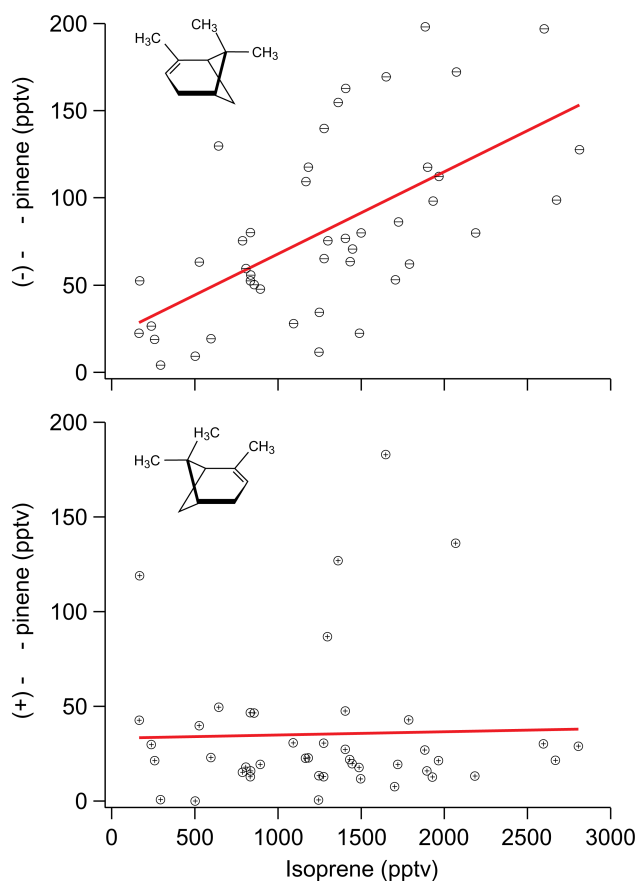 200
150
100
50
0
(-) - - pinene (pptv)
H₃C
CH₃
CH₃
200
150
100
50
0
(+) - - pinene (pptv)
H₃C
H₃C
CH₃
0 500 1000 1500 2000 2500 3000
Isoprene (pptv)